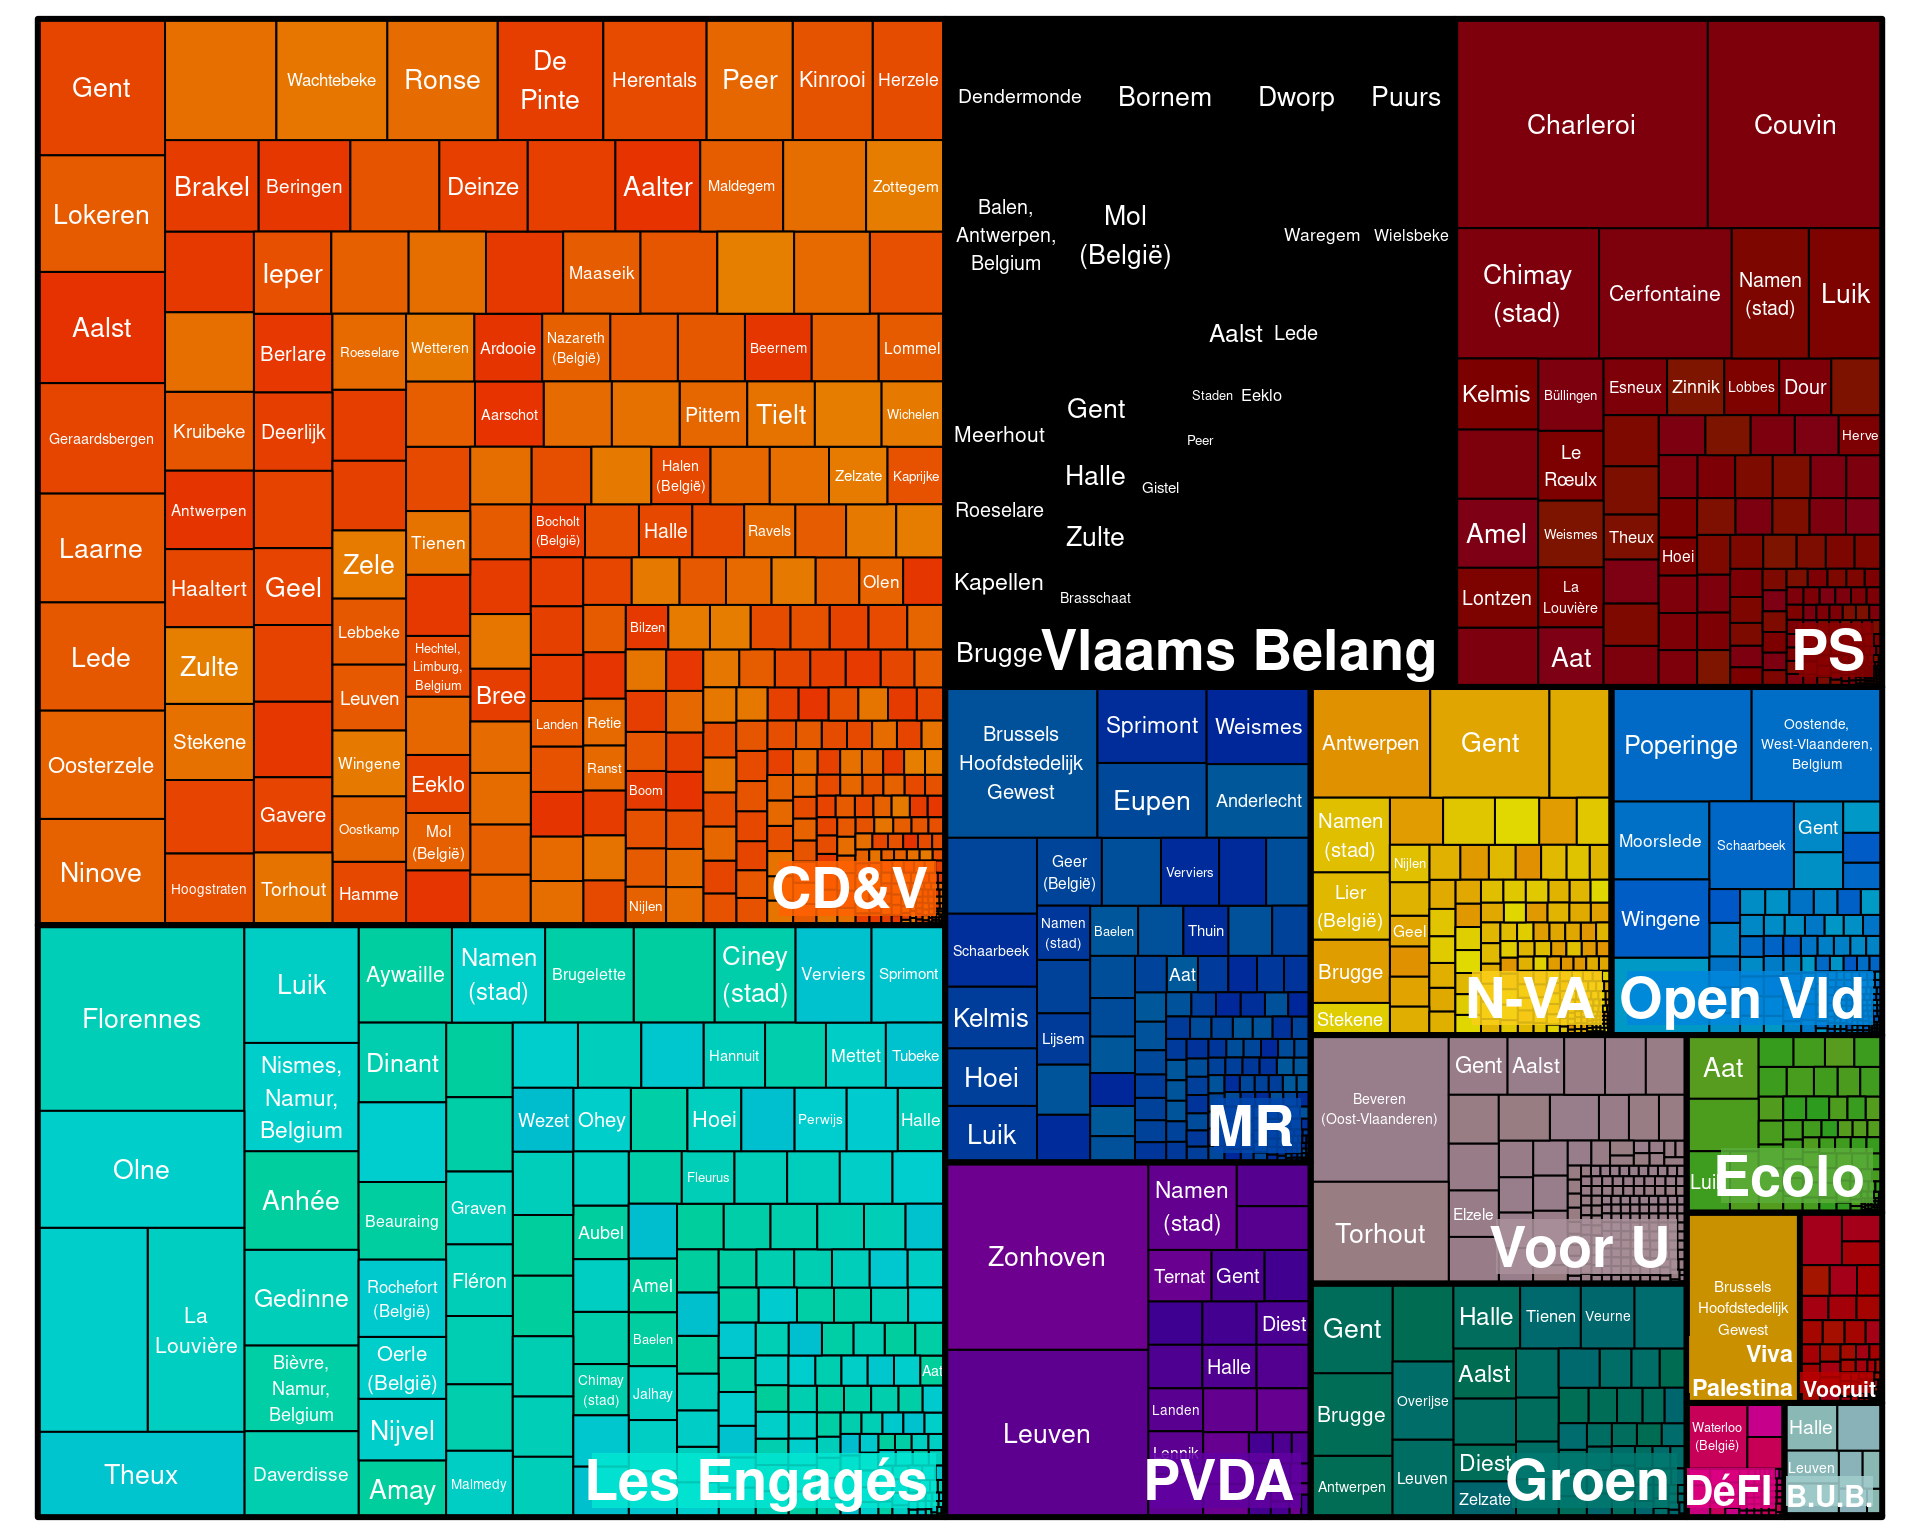 Gent
Wachtebeke
Ronse
De
Pinte
Herentals
Peer
Kinrooi
Herzele
Lokeren
Brakel
Beringen
Deinze
Aalter
Maldegem
Zottegem
Aalst
Ieper
Maaseik
Berlare
Roeselare
Wetteren
Ardooie
Nazareth
(België)
Beernem
Lommel
Geraardsbergen
Kruibeke
Deerlijk
Aarschot
Pittem
Tielt
Wichelen
Halen
(België)
Zelzate
Kaprijke
Laarne
Antwerpen
Zele
Tienen
Bocholt
(België)
Halle
Ravels
Haaltert
Geel
Olen
Lede
Zulte
Lebbeke
Hechtel,
Limburg,
Belgium
Bilzen
Leuven
Bree
Oosterzele
Stekene
Wingene
Landen
Retie
Ranst
Eeklo
Boom
Ninove
Gavere
Oostkamp
Mol
(België)
Hoogstraten
Torhout
Hamme
Nijlen
CD&V
Dendermonde
Bornem
Dworp
Puurs
Balen,
Antwerpen,
Belgium
Mol
(België)
Waregem
Wielsbeke
Aalst
Lede
Staden
Eeklo
Gent
Meerhout
Peer
Halle
Gistel
Roeselare
Zulte
Kapellen
Brasschaat
Brugge
Vlaams Belang
Charleroi
Couvin
Chimay
(stad)
Cerfontaine
Namen
(stad)
Luik
Kelmis
Büllingen
Esneux
Zinnik
Lobbes
Dour
Le
Rœulx
Herve
Amel
Weismes
Theux
Hoei
Lontzen
La
Louvière
Aat
PS
Florennes
Luik
Aywaille
Namen
(stad)
Brugelette
Ciney
(stad)
Verviers
Sprimont
Nismes,
Namur,
Belgium
Dinant
Hannuit
Mettet
Tubeke
Olne
Wezet
Ohey
Hoei
Perwijs
Halle
Anhée
Beauraing
Graven
Fleurus
Aubel
La
Louvière
Gedinne
Rochefort
(België)
Fléron
Amel
Baelen
Bièvre,
Namur,
Belgium
Oerle
(België)
Chimay
(stad)
Jalhay
Aat
Nijvel
Theux
Daverdisse
Amay
Malmedy
Les Engagés
Brussels
Hoofdstedelijk
Gewest
Sprimont
Weismes
Eupen
Anderlecht
Geer
(België)
Verviers
Schaarbeek
Namen
(stad)
Baelen
Thuin
Aat
Kelmis
Lijsem
Hoei
Luik
MR
Antwerpen
Gent
Namen
(stad)
Nijlen
Lier
(België)
Geel
Brugge
Stekene
N-VA
Poperinge
Oostende,
West-Vlaanderen,
Belgium
Moorslede
Schaarbeek
Gent
Wingene
Open Vld
Zonhoven
Namen
(stad)
Ternat
Gent
Diest
Halle
Leuven
Landen
Lennik
PVDA
Beveren
(Oost-Vlaanderen)
Gent
Aalst
Torhout
Elzele
Voor U
Aat
Luik
Ecolo
Gent
Halle
Tienen
Veurne
Aalst
Overijse
Brugge
Diest
Antwerpen
Leuven
Zelzate
Groen
Brussels
Hoofdstedelijk
Gewest
Viva
Palestina
Vooruit
Waterloo
(België)
DéFI
Halle
Leuven
B.U.B.